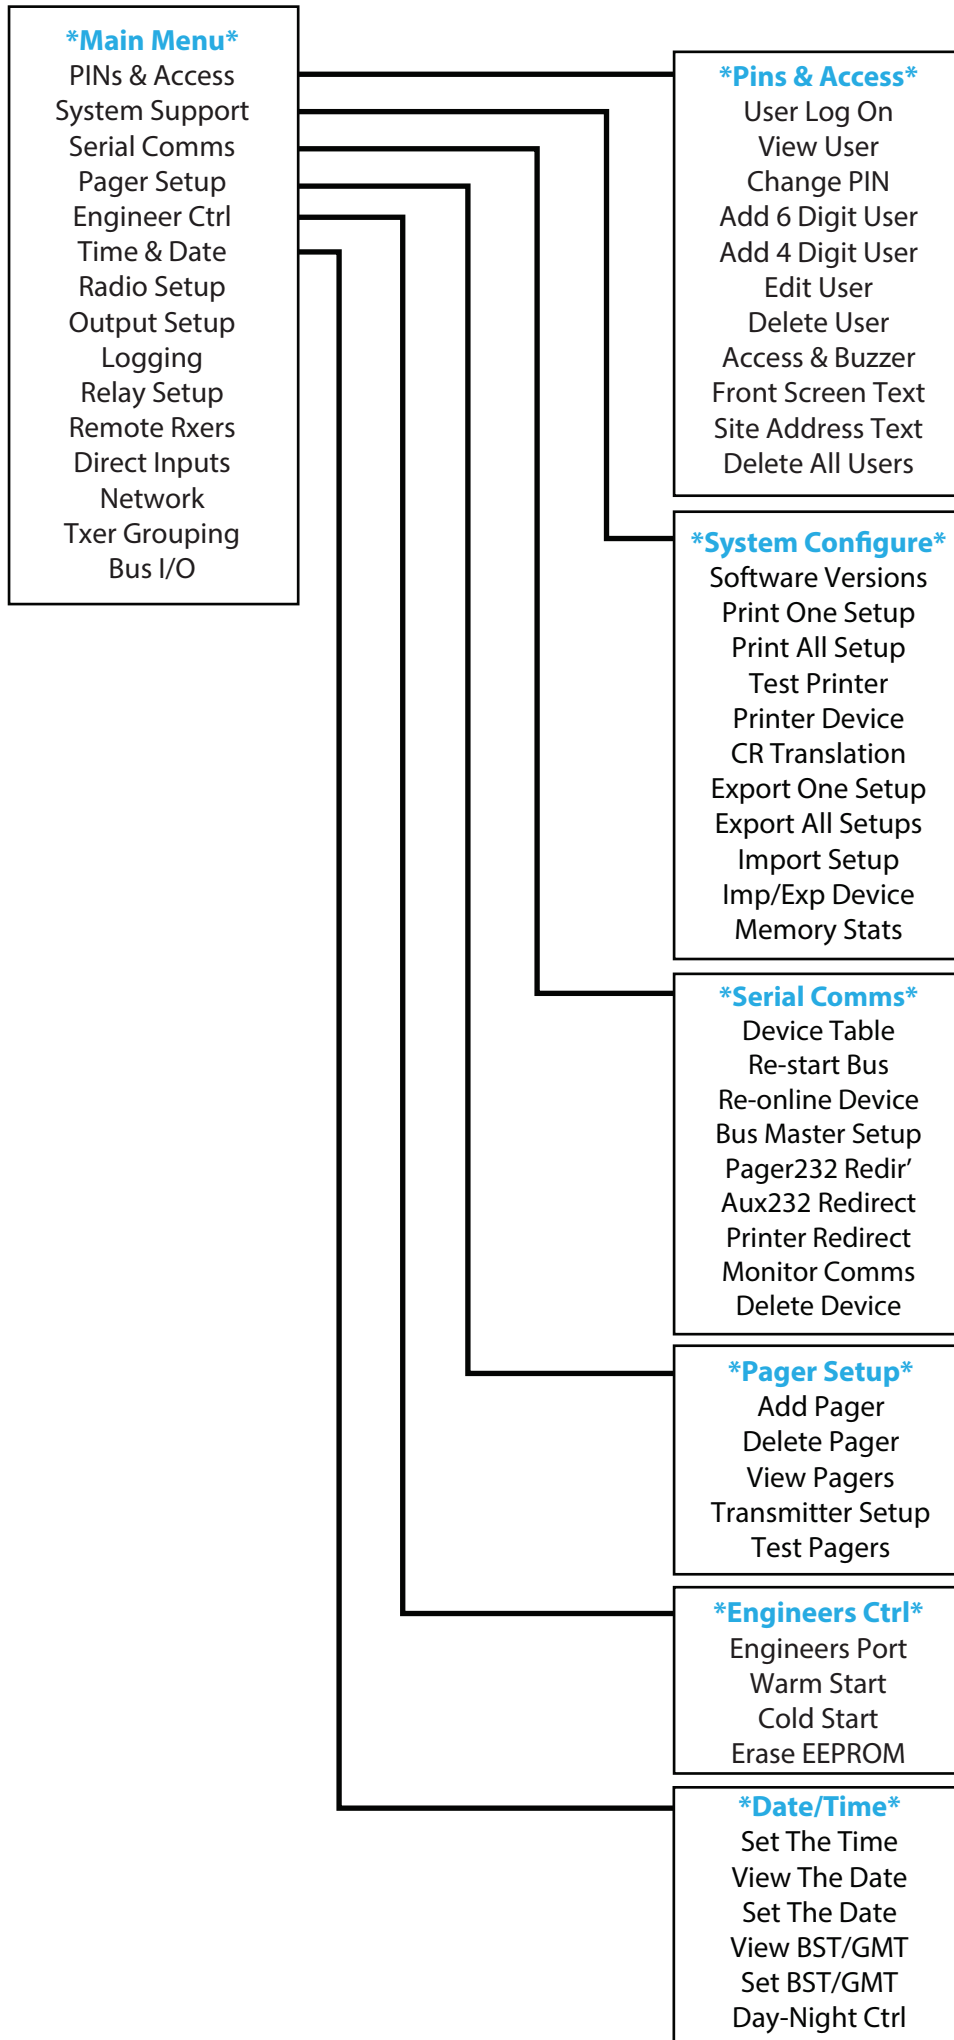 *Main Menu*
PINs & Access
System Support
Serial Comms
Pager Setup
Engineer Ctrl
Time & Date
Radio Setup
Output Setup
Logging
Relay Setup
Remote Rxers
Direct Inputs
Network
Txer Grouping
Bus I/O
*Pins & Access*
User Log On
View User
Change PIN
Add 6 Digit User
Add 4 Digit User
Edit User
Delete User
Access & Buzzer
Front Screen Text
Site Address Text
Delete All Users
*System Configure*
Software Versions
Print One Setup
Print All Setup
Test Printer
Printer Device
CR Translation
Export One Setup
Export All Setups
Import Setup
Imp/Exp Device
Memory Stats
*Serial Comms*
Device Table
Re-start Bus
Re-online Device
Bus Master Setup
Pager232 Redir’
Aux232 Redirect
Printer Redirect
Monitor Comms
Delete Device
*Pager Setup*
Add Pager
Delete Pager
View Pagers
Transmitter Setup
Test Pagers
*Engineers Ctrl*
Engineers Port
Warm Start
Cold Start
Erase EEPROM
*Date/Time*
Set The Time
View The Date
Set The Date
View BST/GMT
Set BST/GMT
Day-Night Ctrl